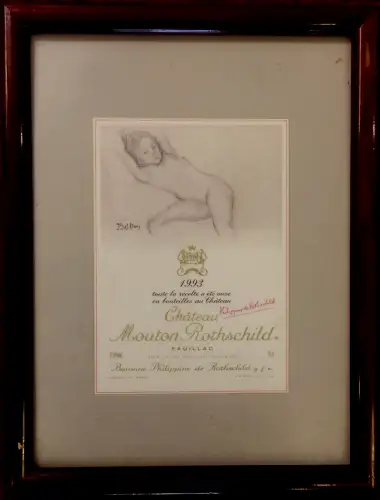 Balthus
1993
toute la récolte a été mise
en bouteilles au Château
Château
Mouton Rothschild
PAUILLAC
Baronne Philippine de Rothschild g.f.a.